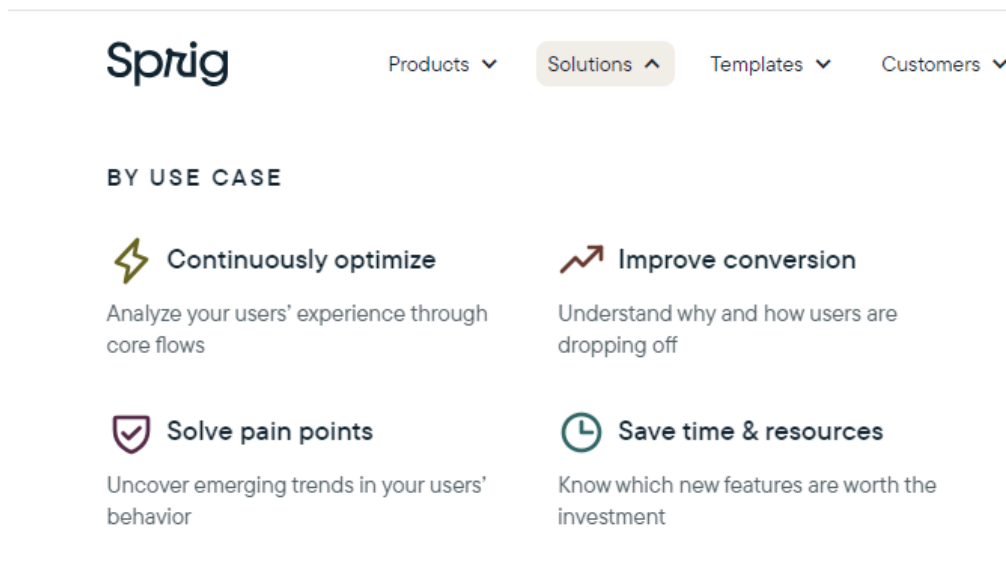 Sprig
Products
Solutions
Templates
Customers
BY USE CASE
Continuously optimize
Analyze your users’ experience through
core flows
Improve conversion
Understand why and how users are
dropping off
Solve pain points
Uncover emerging trends in your users’
behavior
Save time & resources
Know which new features are worth the
investment